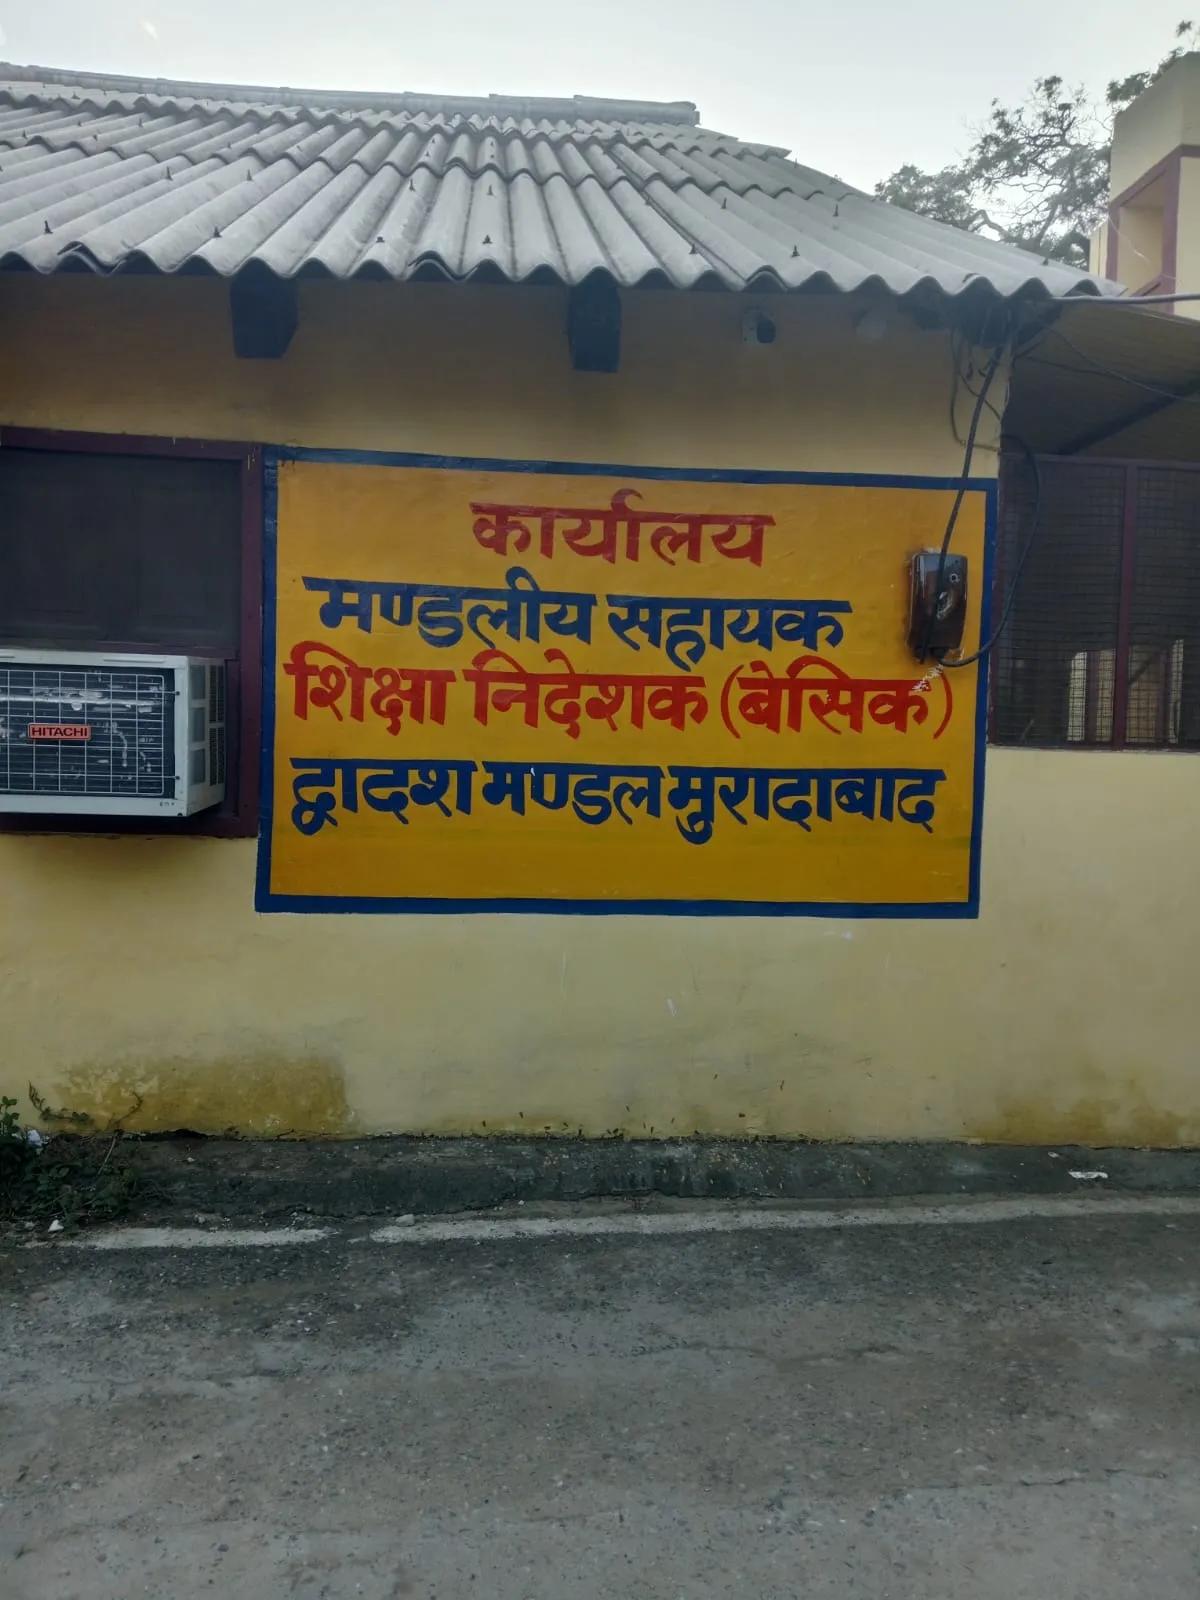 कार्यालय
मण्डलीय सहायक
शिक्षा निदेशक (बेसिक)
द्वादश मण्डल मुरादाबाद
HITACHI